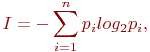 I = - \sum_{i=1}^{n} p_i log_2 p_i,